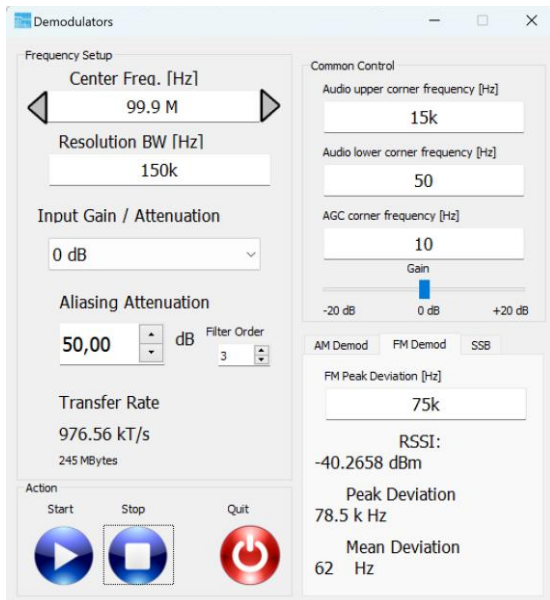 Demodulators
Frequency Setup
Center Freq. [Hz]
99.9 M
Resolution BW [Hz]
150k
Input Gain / Attenuation
0 dB
Aliasing Attenuation
50,00
dB
Filter Order
3
Transfer Rate
976.56 kT/s
245 MBytes
Action
Start Stop Quit
Common Control
Audio upper corner frequency [Hz]
15k
Audio lower corner frequency [Hz]
50
AGC corner frequency [Hz]
10
Gain
-20 dB 0 dB +20 dB
AM Demod FM Demod SSB
FM Peak Deviation [Hz]
75k
RSSI:
-40.2658 dBm
Peak Deviation
78.5 k Hz
Mean Deviation
62 Hz